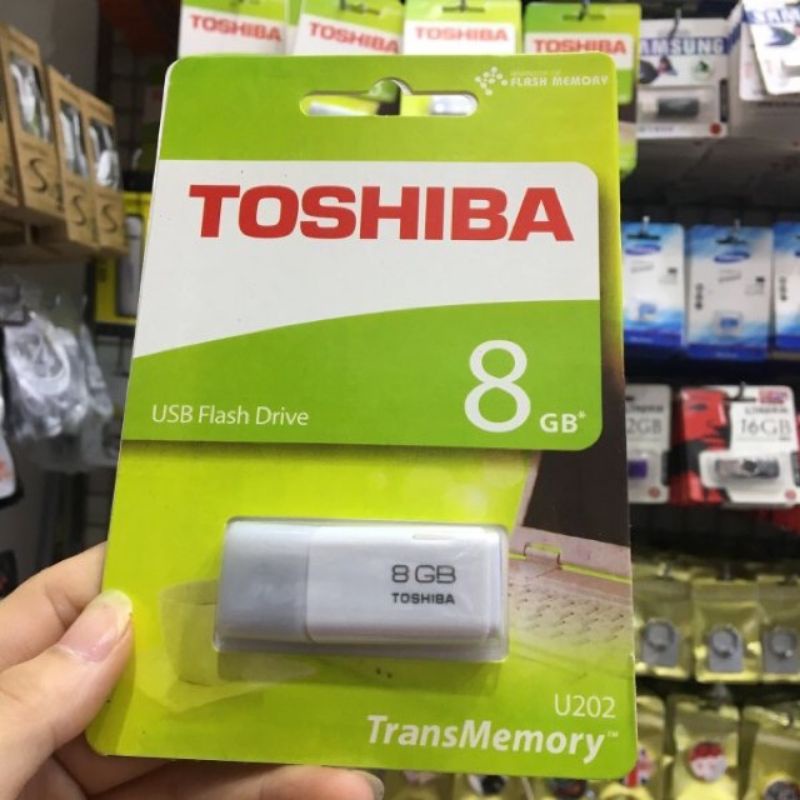 TOSHIBA
TOSHIBA
TOSHIBA
TOSHIBA
SAMSUNG
FLASH MEMORY
TOSHIBA
8 GB*
USB Flash Drive
16GB
8 GB
TOSHIBA
U202
TransMemory™